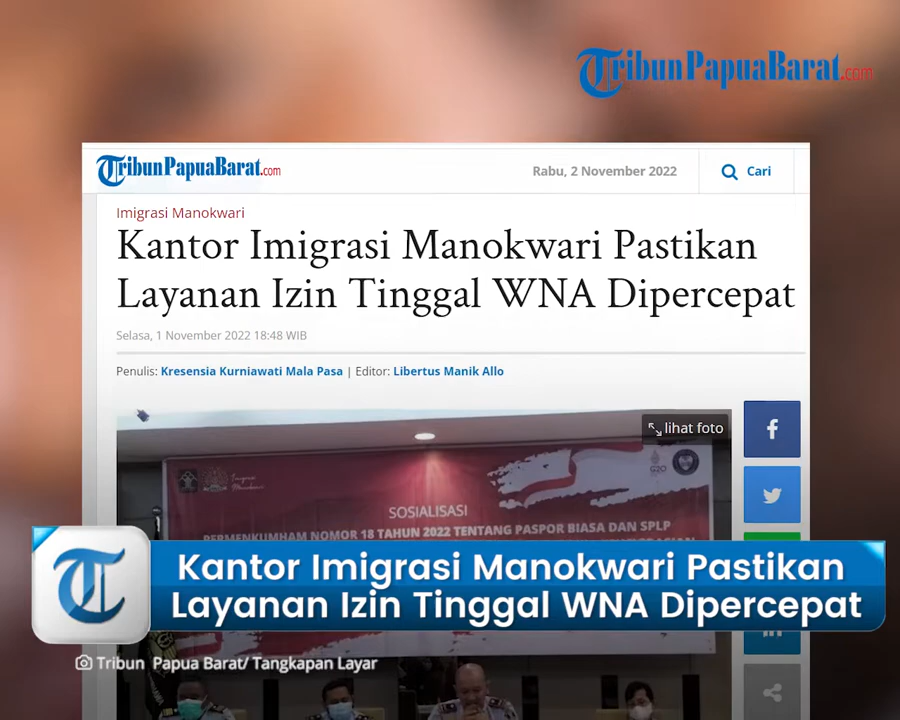 TribunPapuaBarat.com
TribunPapuaBarat.com
Rabu, 2 November 2022
Cari
Imigrasi Manokwari
Kantor Imigrasi Manokwari Pastikan
Layanan Izin Tinggal WNA Dipercepat
Selasa, 1 November 2022 18:48 WIB
Penulis: Kresensia Kurniawati Mala Pasa | Editor: Libertus Manik Allo
lihat foto
G20
SOSIALISASI
PERMENKUMHAM NOMOR 18 TAHUN 2022 TENTANG PASPOR BIASA DAN SPLP
Kantor Imigrasi Manokwari Pastikan
Layanan Izin Tinggal WNA Dipercepat
Tribun Papua Barat/ Tangkapan Layar